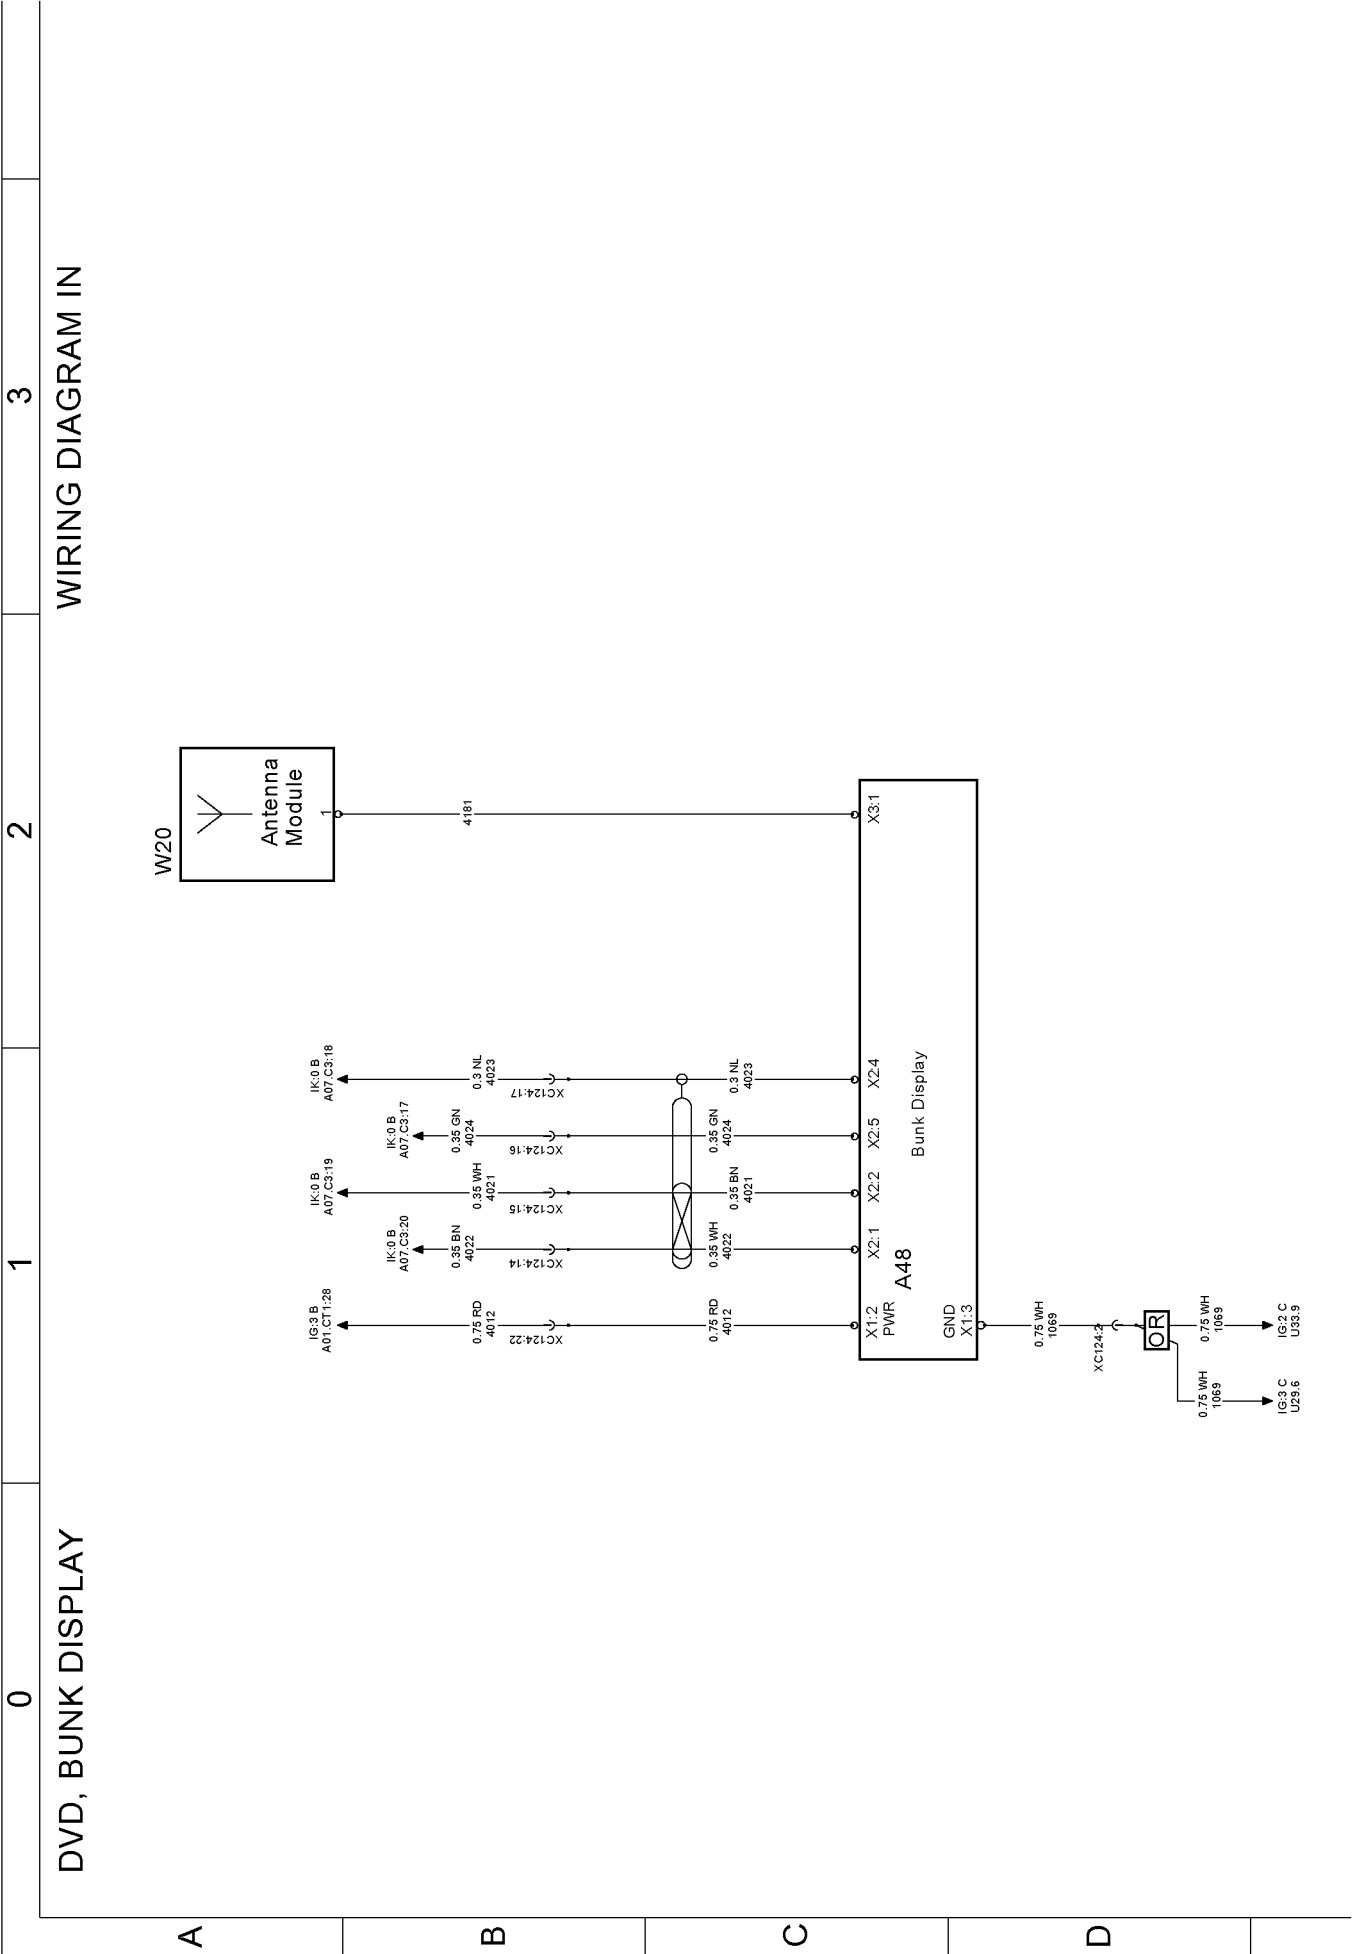 0
1
2
3
DVD, BUNK DISPLAY
WIRING DIAGRAM IN
A
B
C
D
W20
Antenna
Module
1
4181
IG:3 B
A01.CT1:28
IK:0 B
A07.C3:20
IK:0 B
A07.C3:19
IK:0 B
A07.C3:17
IK:0 B
A07.C3:18
0.75 RD
4012
0.35 BN
4022
0.35 WH
4021
0.35 GN
4024
0.3 NL
4023
XC124:22
XC124:14
XC124:15
XC124:16
XC124:17
0.75 RD
4012
0.35 WH
4022
0.35 BN
4021
0.35 GN
4024
0.3 NL
4023
X1:2
PWR
X2:1
X2:2
X2:5
X2:4
X3:1
A48
Bunk Display
GND
X1:3
0.75 WH
1069
XC124:2
OR
0.75 WH
1069
0.75 WH
1069
IG:3 C
U29.6
IG:2 C
U33.9